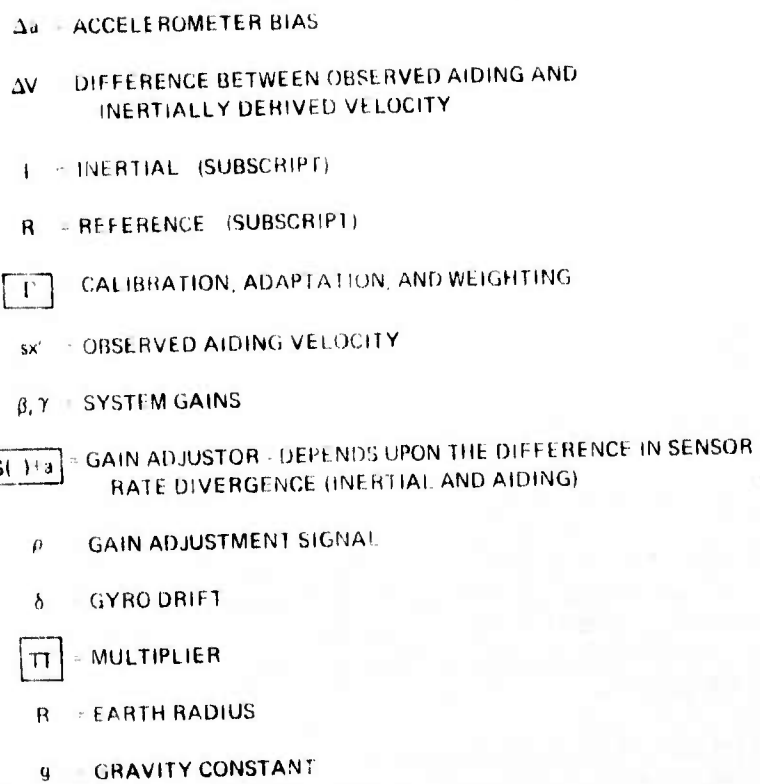 Δa = ACCELEROMETER BIAS
ΔV DIFFERENCE BETWEEN OBSERVED AIDING AND
INERTIALLY DERIVED VELOCITY
I = INERTIAL (SUBSCRIPT)
R = REFERENCE (SUBSCRIPT)
Γ CALIBRATION, ADAPTATION, AND WEIGHTING
sx' = OBSERVED AIDING VELOCITY
β, γ = SYSTEM GAINS
S( )+a = GAIN ADJUSTOR - DEPENDS UPON THE DIFFERENCE IN SENSOR
RATE DIVERGENCE (INERTIAL AND AIDING)
ρ GAIN ADJUSTMENT SIGNAL
δ GYRO DRIFT
π = MULTIPLIER
R = EARTH RADIUS
g = GRAVITY CONSTANT